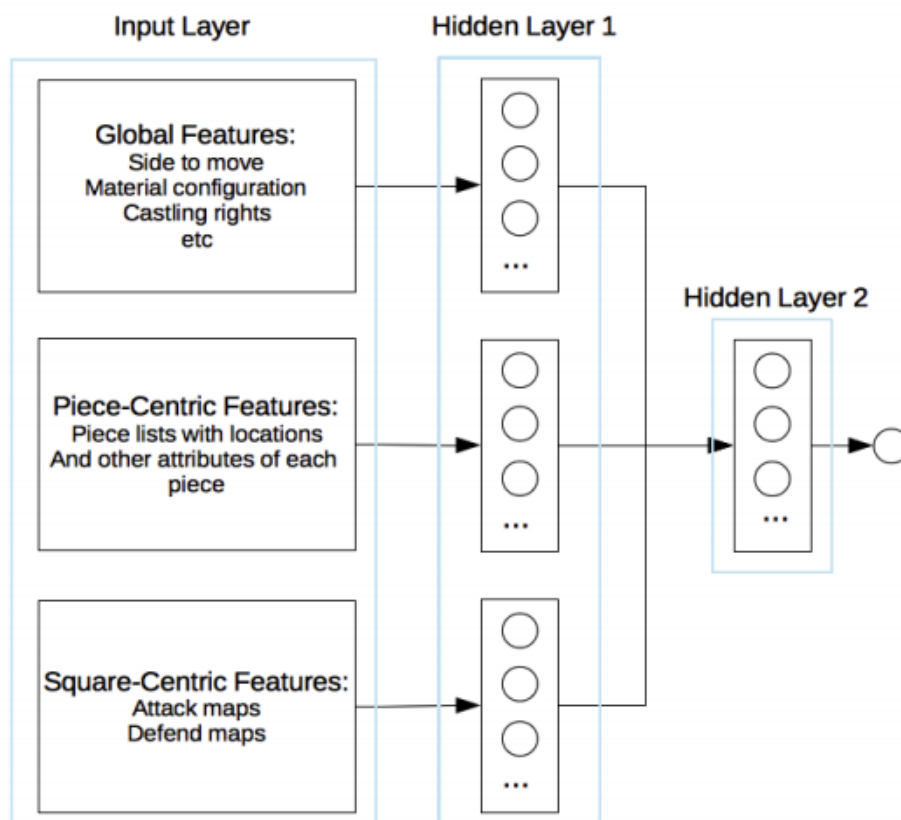 Input Layer
Hidden Layer 1
Global Features:
Side to move
Material configuration
Castling rights
etc
...
Hidden Layer 2
Piece-Centric Features:
Piece lists with locations
And other attributes of each
piece
...
...
Square-Centric Features:
Attack maps
Defend maps
...